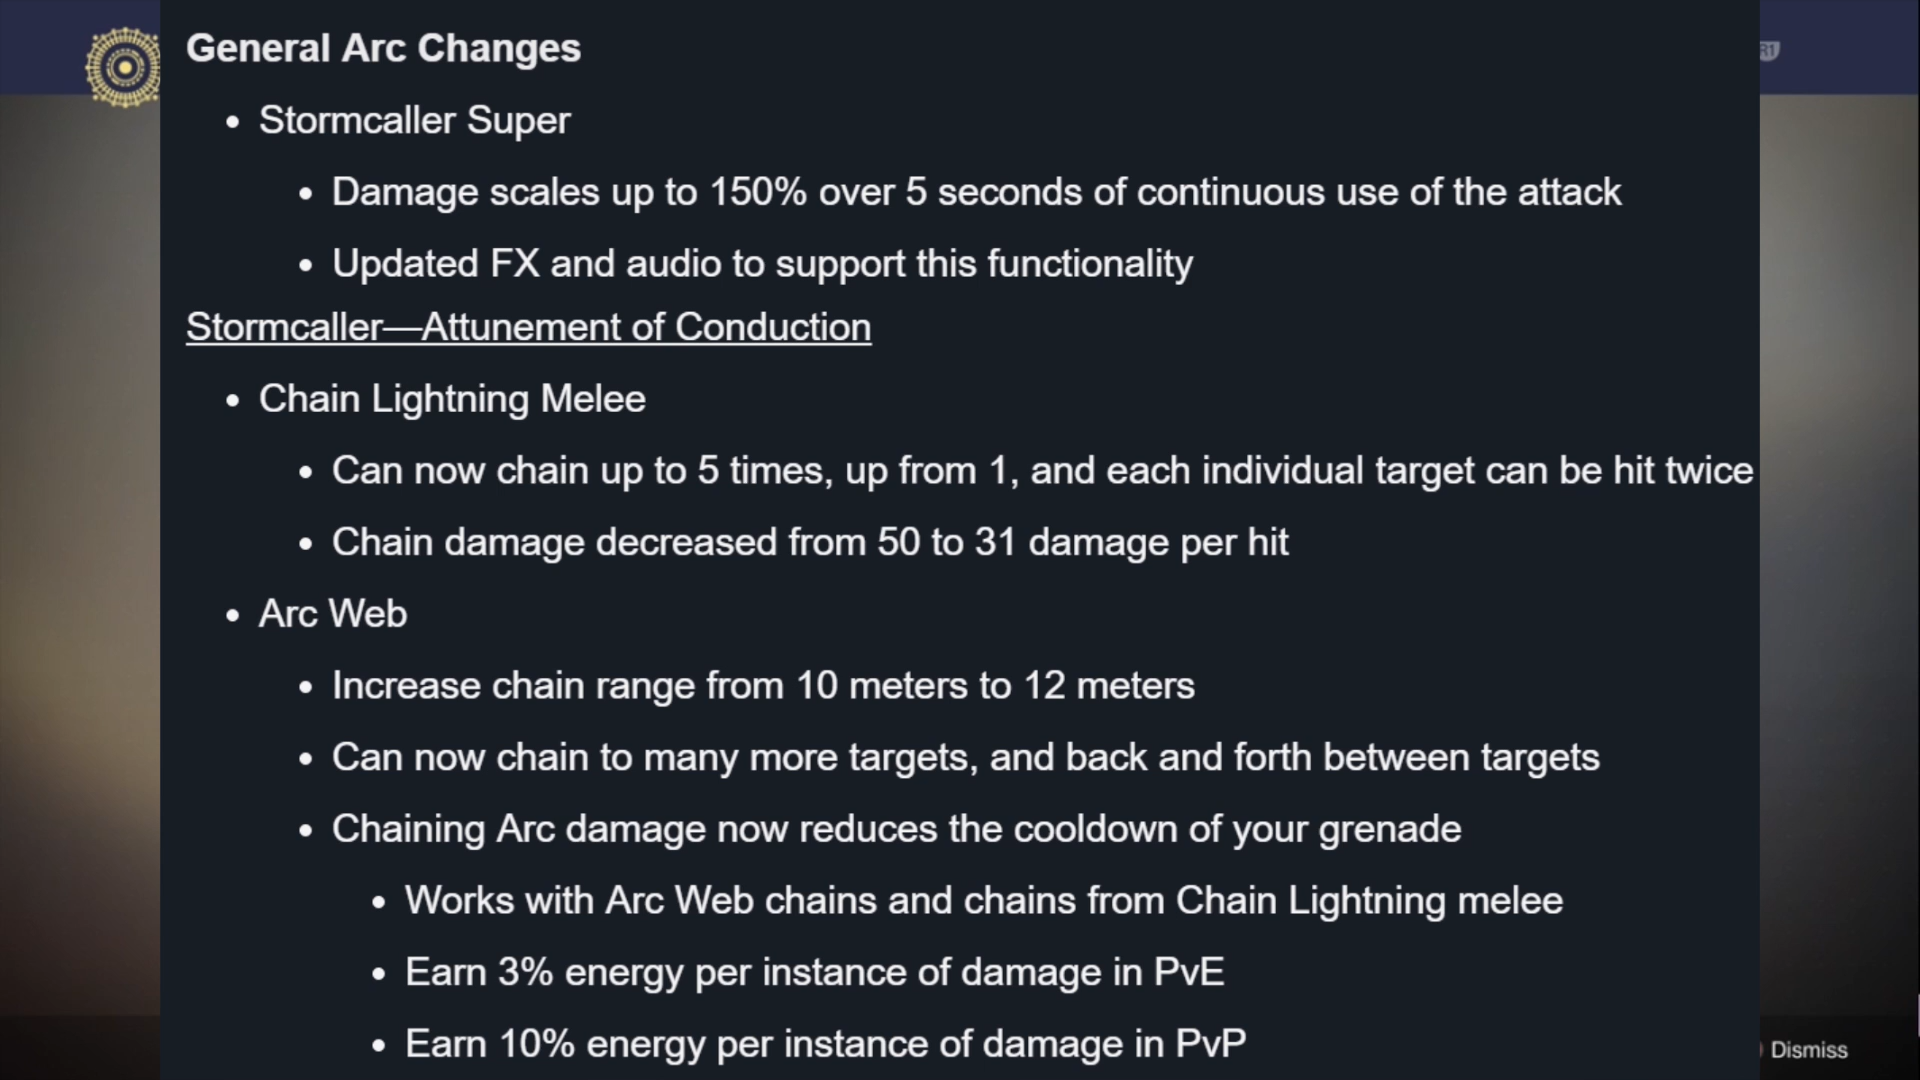 General Arc Changes
R1
• Stormcaller Super
• Damage scales up to 150% over 5 seconds of continuous use of the attack
• Updated FX and audio to support this functionality
Stormcaller—Attunement of Conduction
• Chain Lightning Melee
• Can now chain up to 5 times, up from 1, and each individual target can be hit twice
• Chain damage decreased from 50 to 31 damage per hit
• Arc Web
• Increase chain range from 10 meters to 12 meters
• Can now chain to many more targets, and back and forth between targets
• Chaining Arc damage now reduces the cooldown of your grenade
• Works with Arc Web chains and chains from Chain Lightning melee
• Earn 3% energy per instance of damage in PvE
• Earn 10% energy per instance of damage in PvP
Dismiss